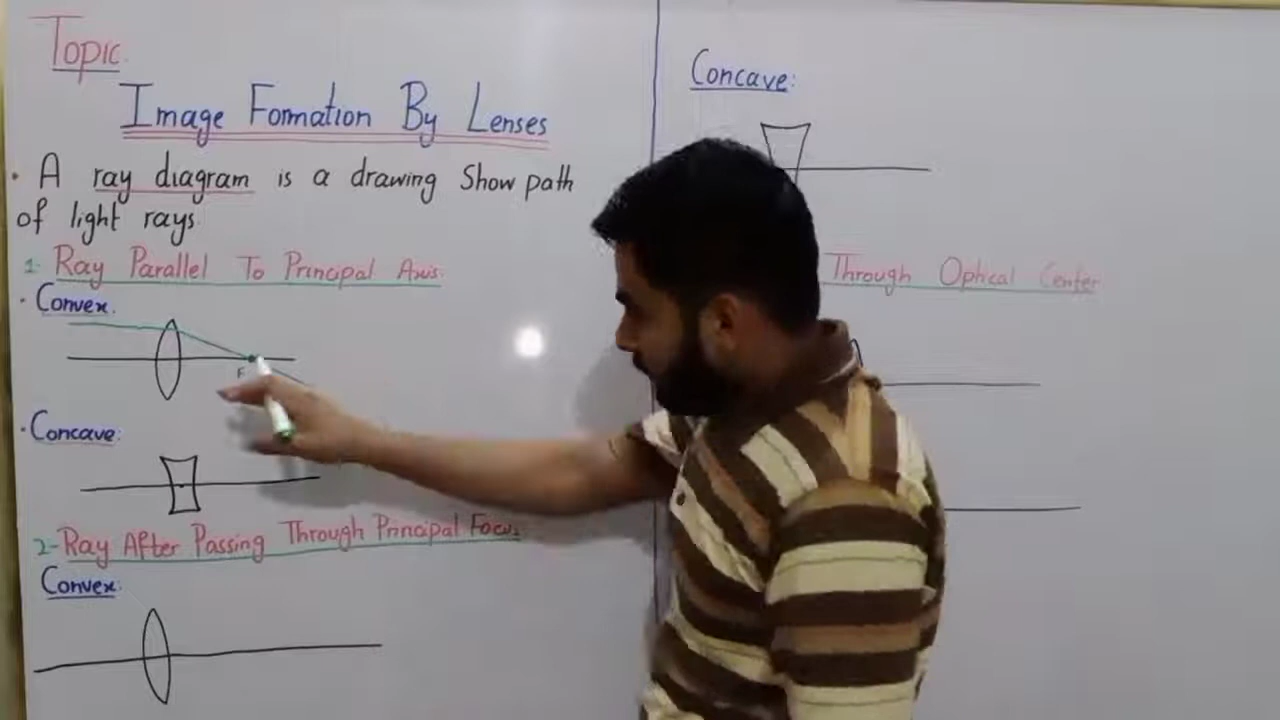 Topic.
Image Formation By Lenses
• A ray diagram is a drawing Show path
of light rays.
1- Ray Parallel To Principal Axis.
• Convex.
F
• Concave:
2- Ray After Passing Through Principal Focus
Convex:
Concave:
Through Optical Center